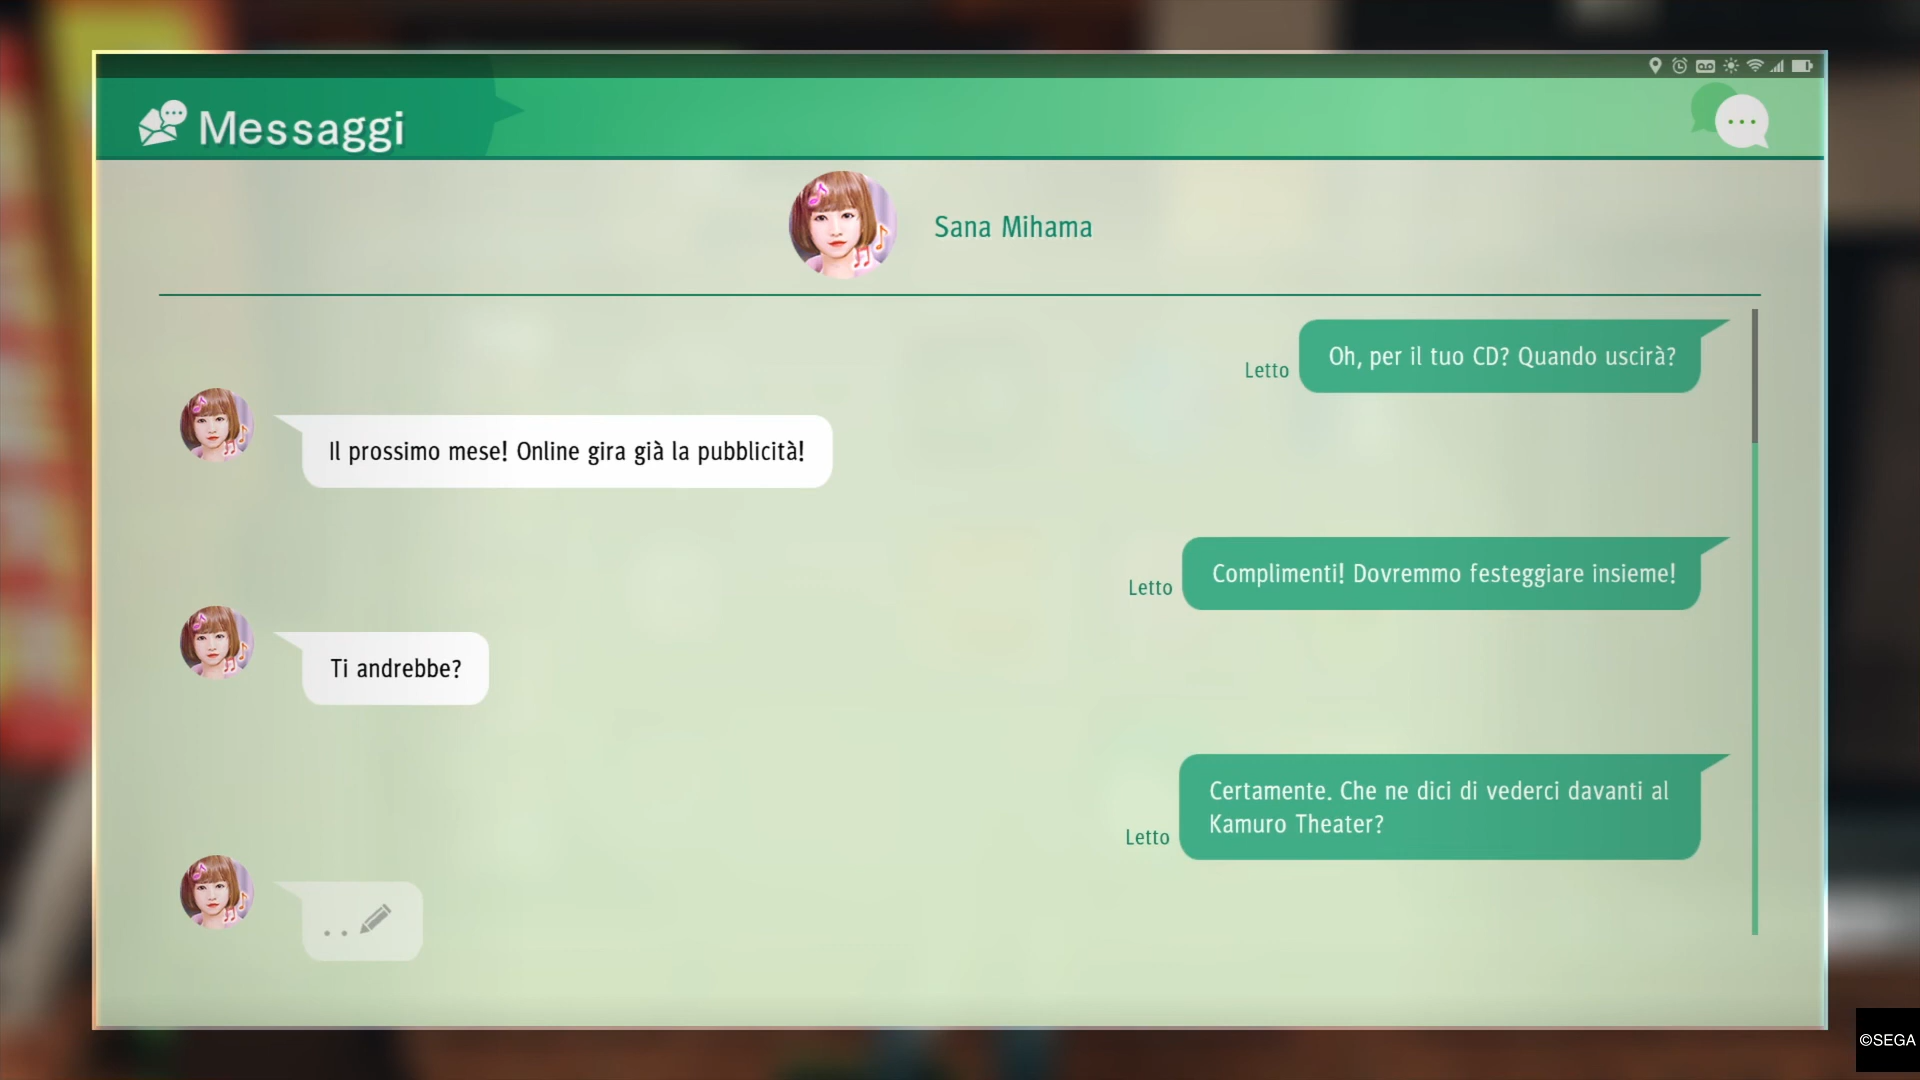 Messaggi
Sana Mihama
Oh, per il tuo CD? Quando uscirà?
Letto
Il prossimo mese! Online gira già la pubblicità!
Complimenti! Dovremmo festeggiare insieme!
Letto
Ti andrebbe?
Certamente. Che ne dici di vederci davanti al
Kamuro Theater?
Letto
©SEGA